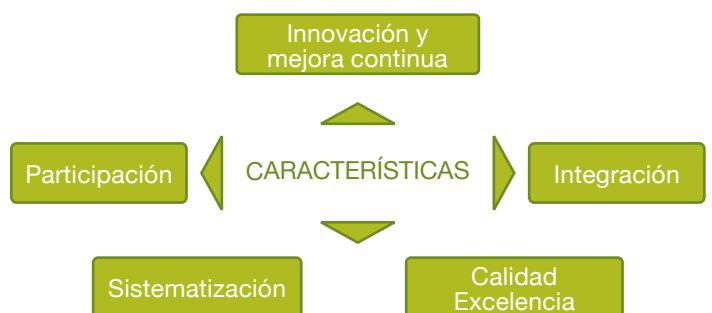 Innovación y
mejora continua
Participación
CARACTERÍSTICAS
Integración
Sistematización
Calidad
Excelencia